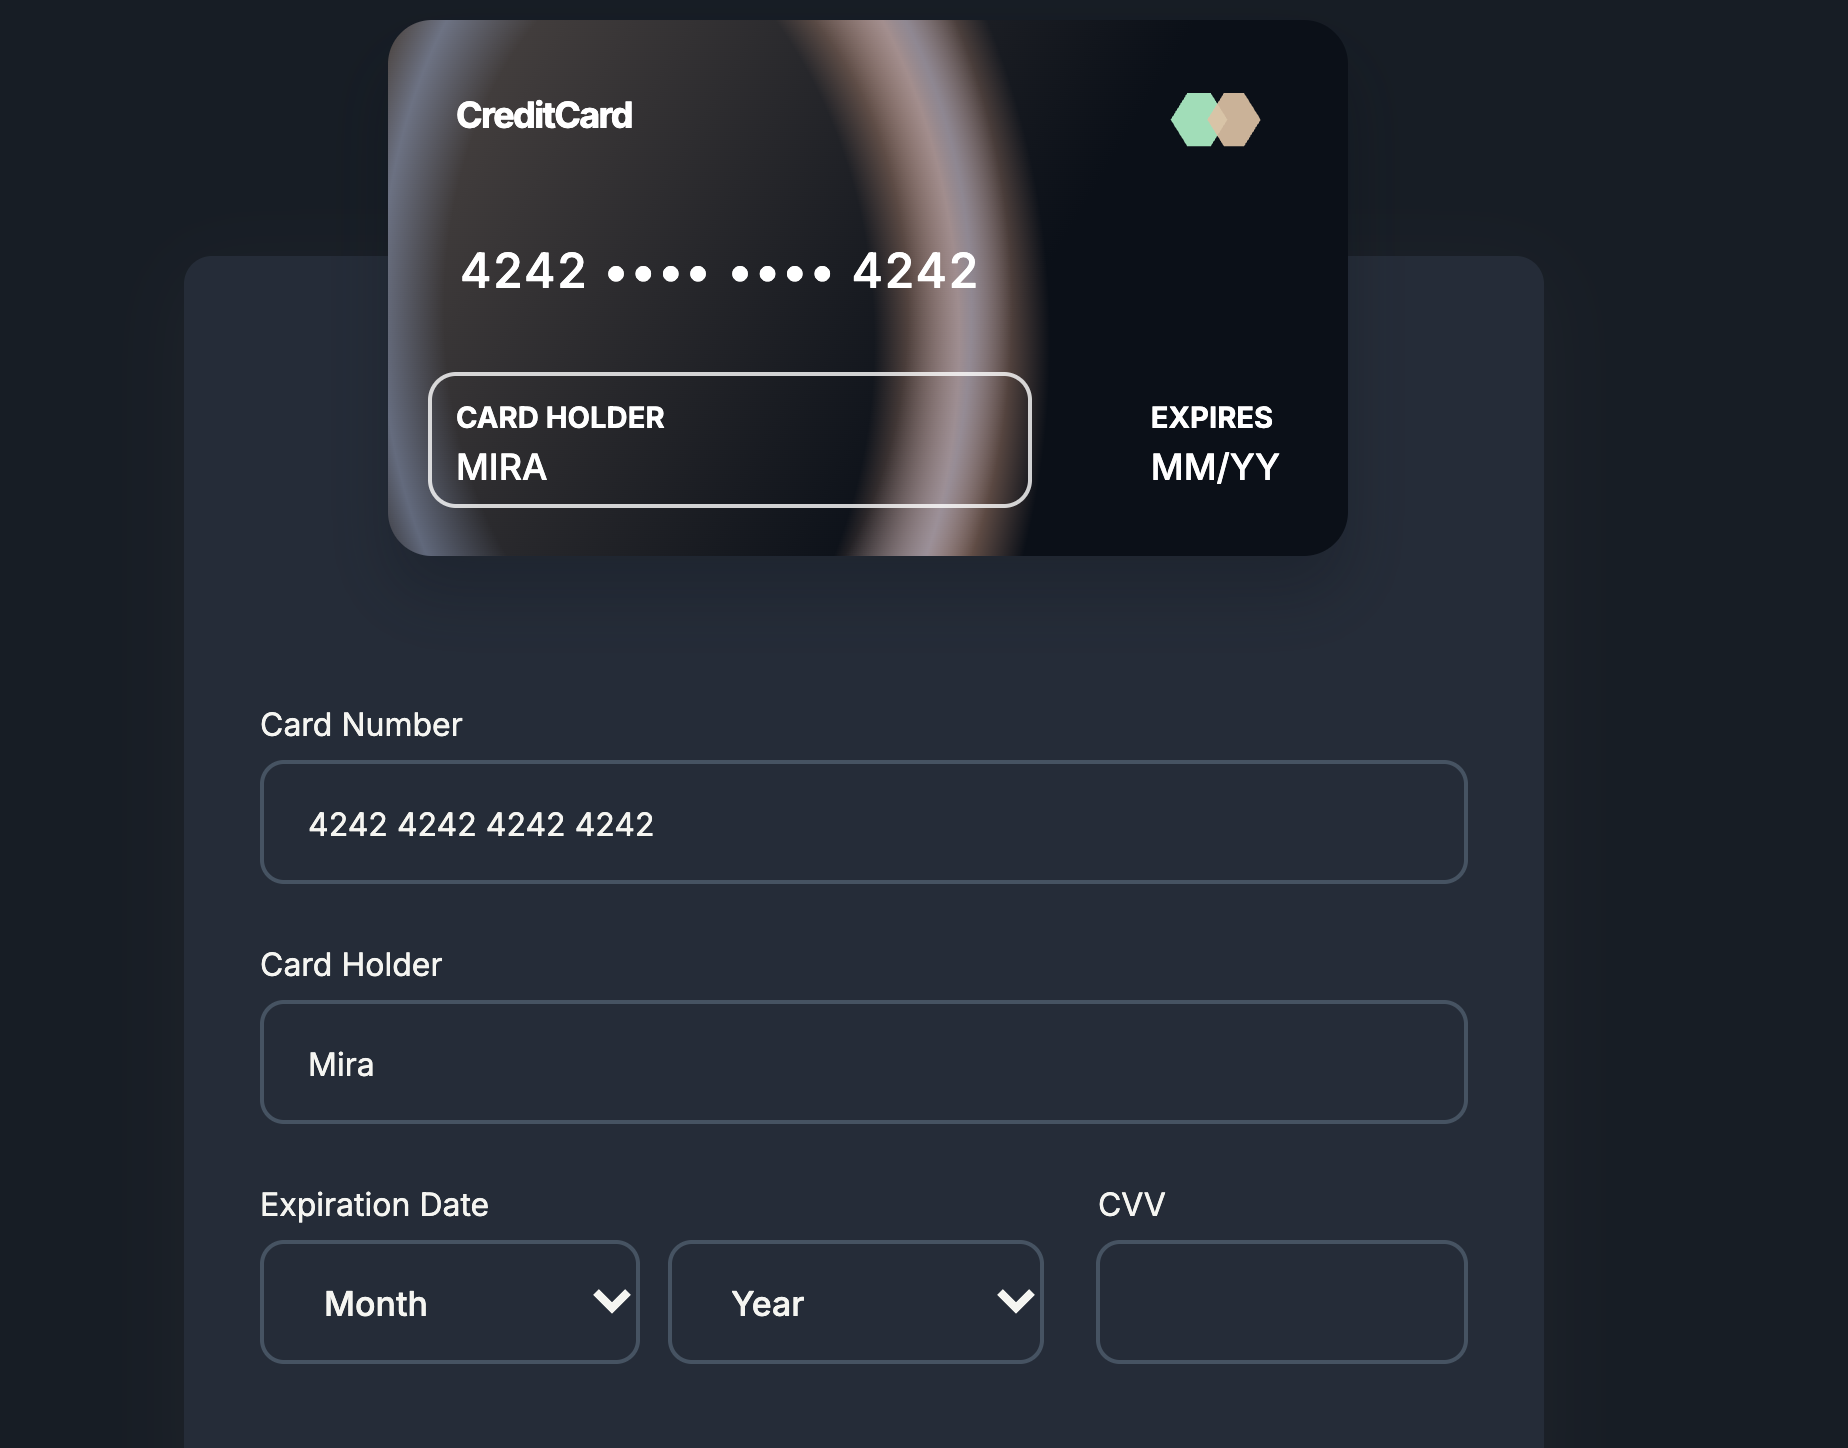 CreditCard
4242 •••• •••• 4242
CARD HOLDER
MIRA
EXPIRES
MM/YY
Card Number
4242 4242 4242 4242
Card Holder
Mira
Expiration Date
CVV
Month
Year